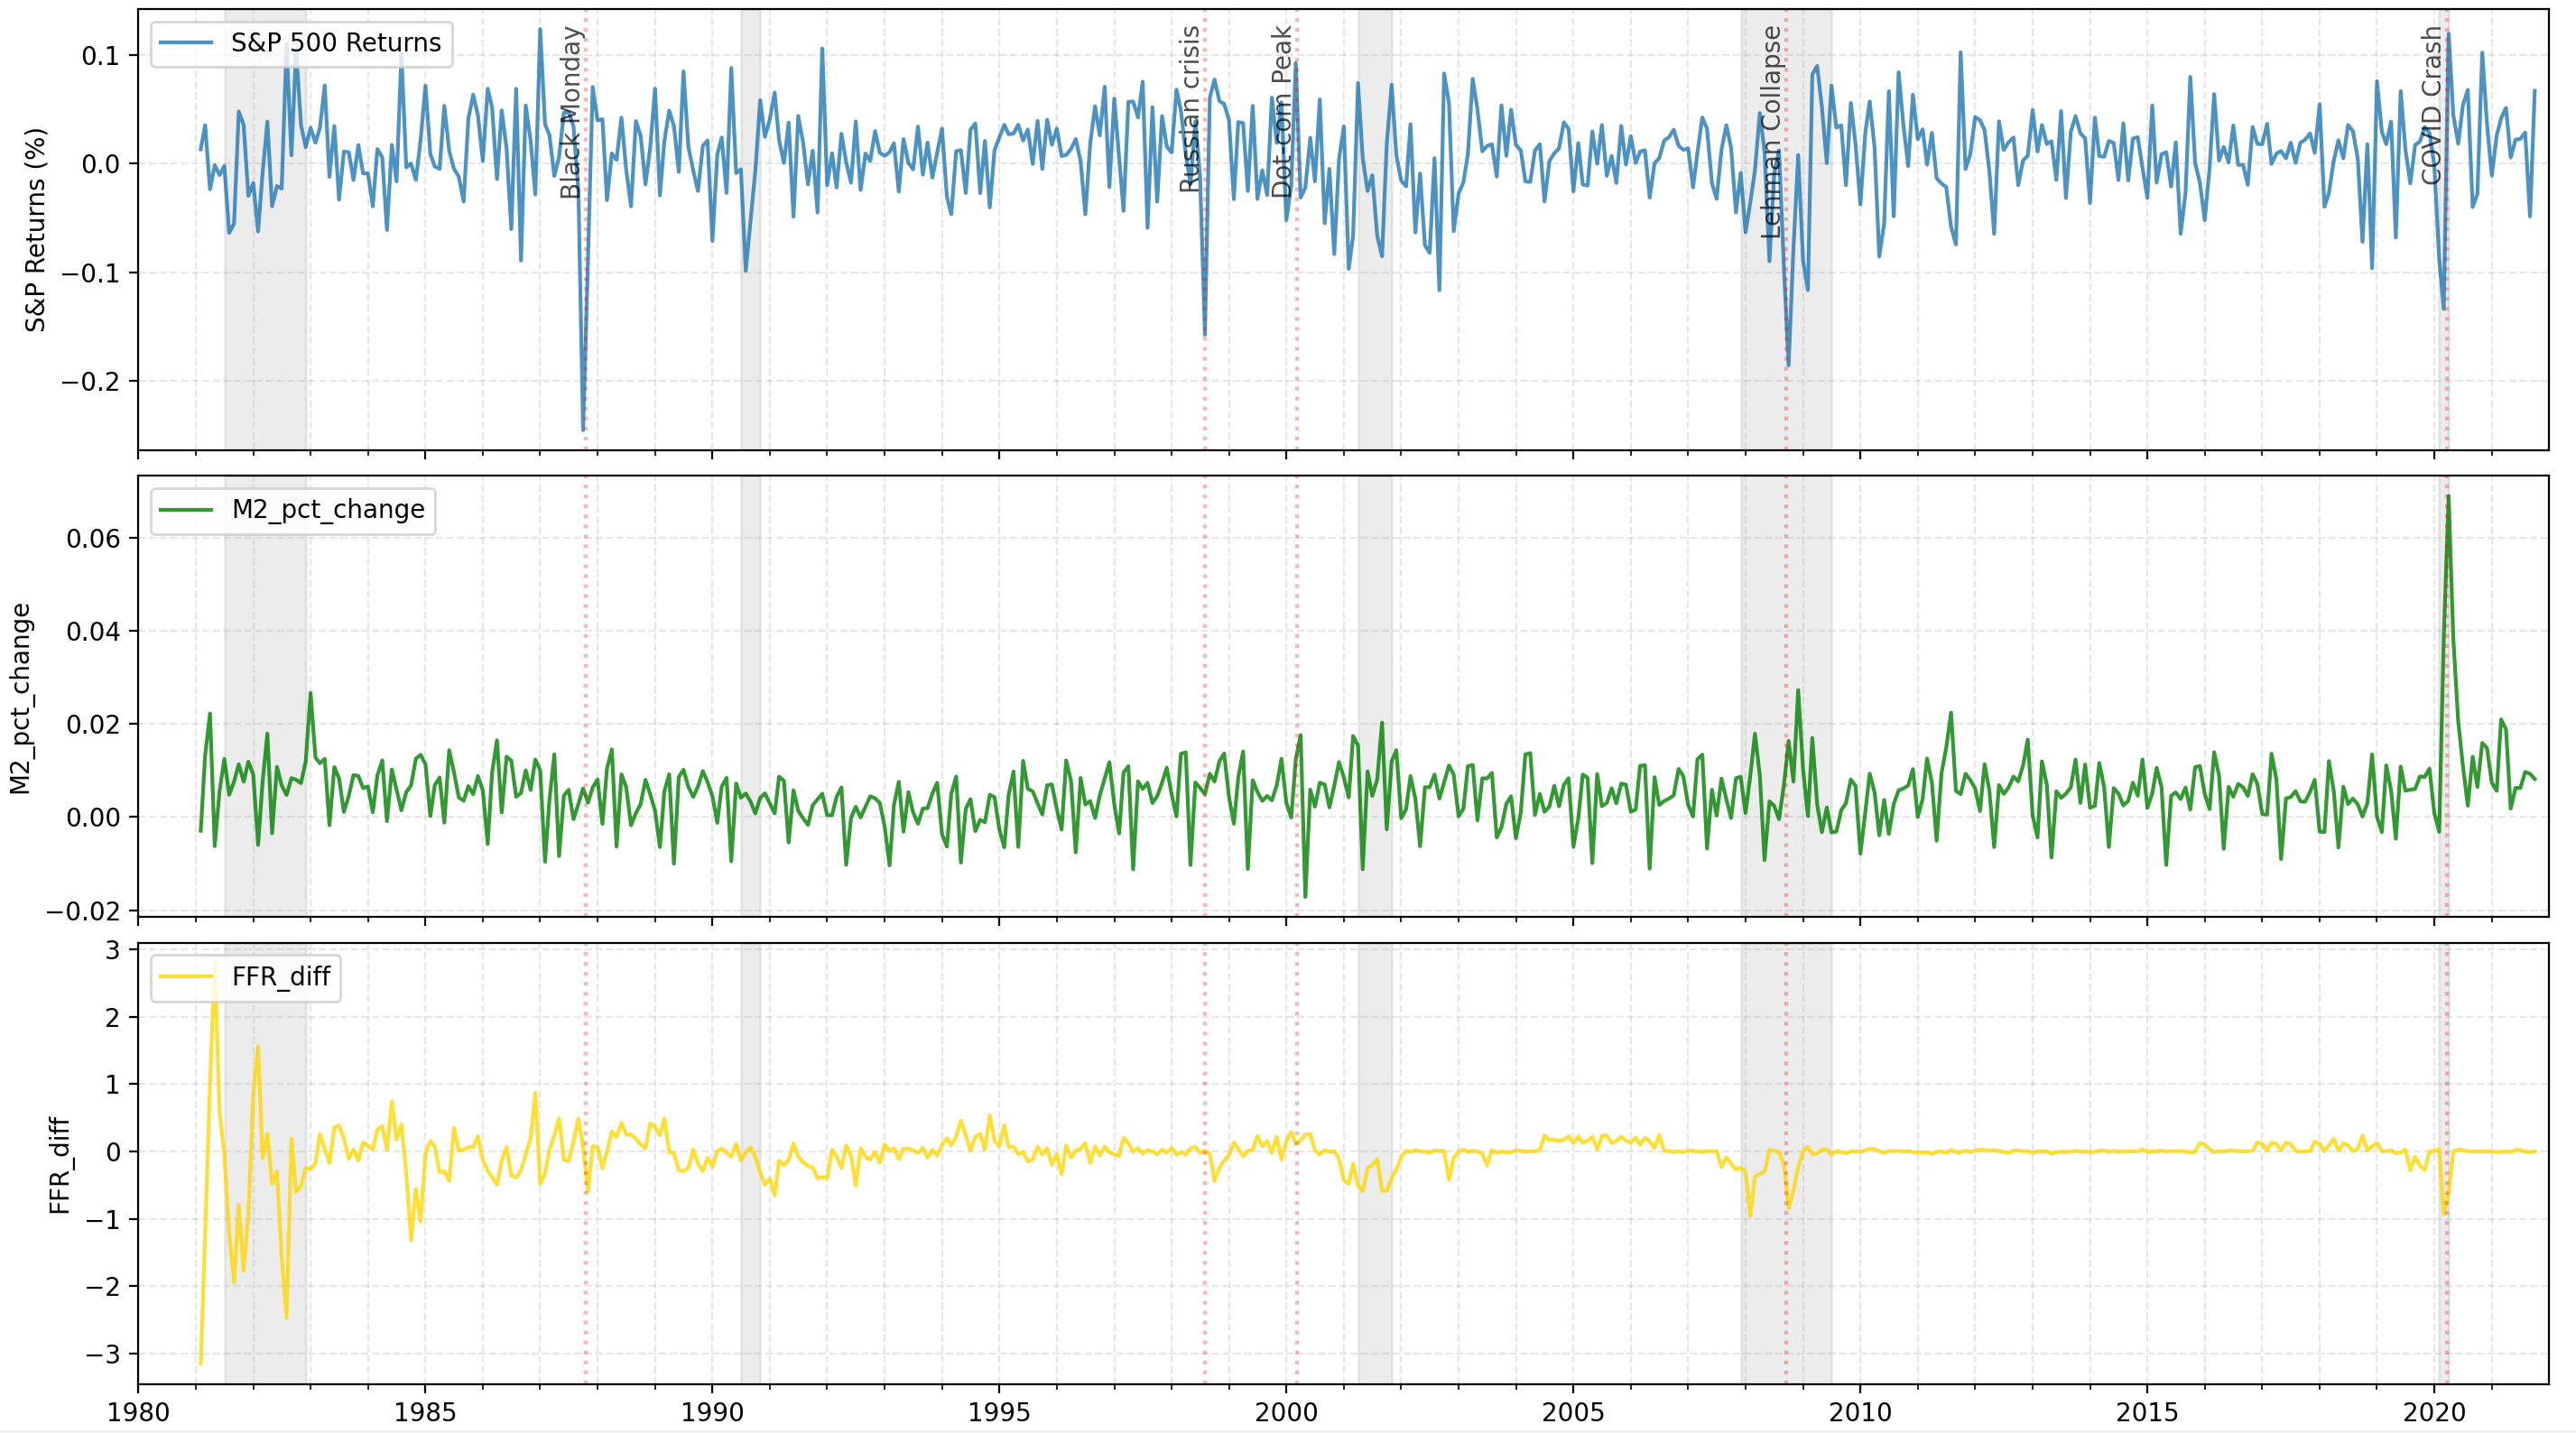 S&P 500 Returns
S&P Returns (%)
0.1
0.0
−0.1
−0.2
Black Monday
Russian crisis
Dot-com Peak
Lehman Collapse
COVID Crash
M2_pct_change
M2_pct_change
0.06
0.04
0.02
0.00
−0.02
FFR_diff
FFR_diff
3
2
1
0
−1
−2
−3
1980 1985 1990 1995 2000 2005 2010 2015 2020